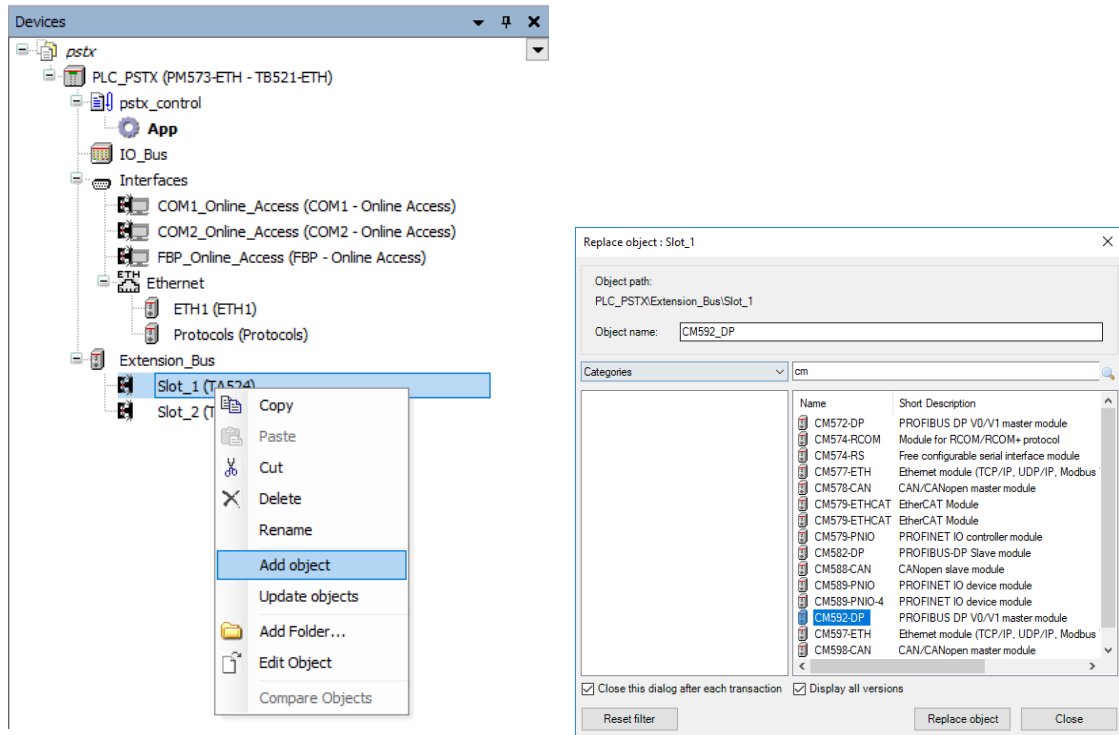 Devices
pstx
PLC_PSTX (PM573-ETH - TB521-ETH)
pstx_control
App
IO_Bus
Interfaces
COM1_Online_Access (COM1 - Online Access)
COM2_Online_Access (COM2 - Online Access)
FBP_Online_Access (FBP - Online Access)
ETH
Ethernet
ETH1 (ETH1)
Protocols (Protocols)
Extension_Bus
Slot_1 (TA524)
Slot_2 (T
Copy
Paste
Cut
Delete
Rename
Add object
Update objects
Add Folder...
Edit Object
Compare Objects
Replace object : Slot_1
Object path:
PLC_PSTX\Extension_Bus\Slot_1
Object name: CM592_DP
Categories cm
Name Short Description
CM572-DP PROFIBUS DP V0/V1 master module
CM574-RCOM Module for RCOM/RCOM+ protocol
CM574-RS Free configurable serial interface module
CM577-ETH Ethernet module (TCP/IP, UDP/IP, Modbus
CM578-CAN CAN/CANopen master module
CM579-ETHCAT EtherCAT Module
CM579-ETHCAT EtherCAT Module
CM579-PNIO PROFINET IO controller module
CM582-DP PROFIBUS-DP Slave module
CM588-CAN CANopen slave module
CM589-PNIO PROFINET IO device module
CM589-PNIO-4 PROFINET IO device module
CM592-DP PROFIBUS DP V0/V1 master module
CM597-ETH Ethernet module (TCP/IP, UDP/IP, Modbus
CM598-CAN CAN/CANopen master module
Close this dialog after each transaction Display all versions
Reset filter Replace object Close